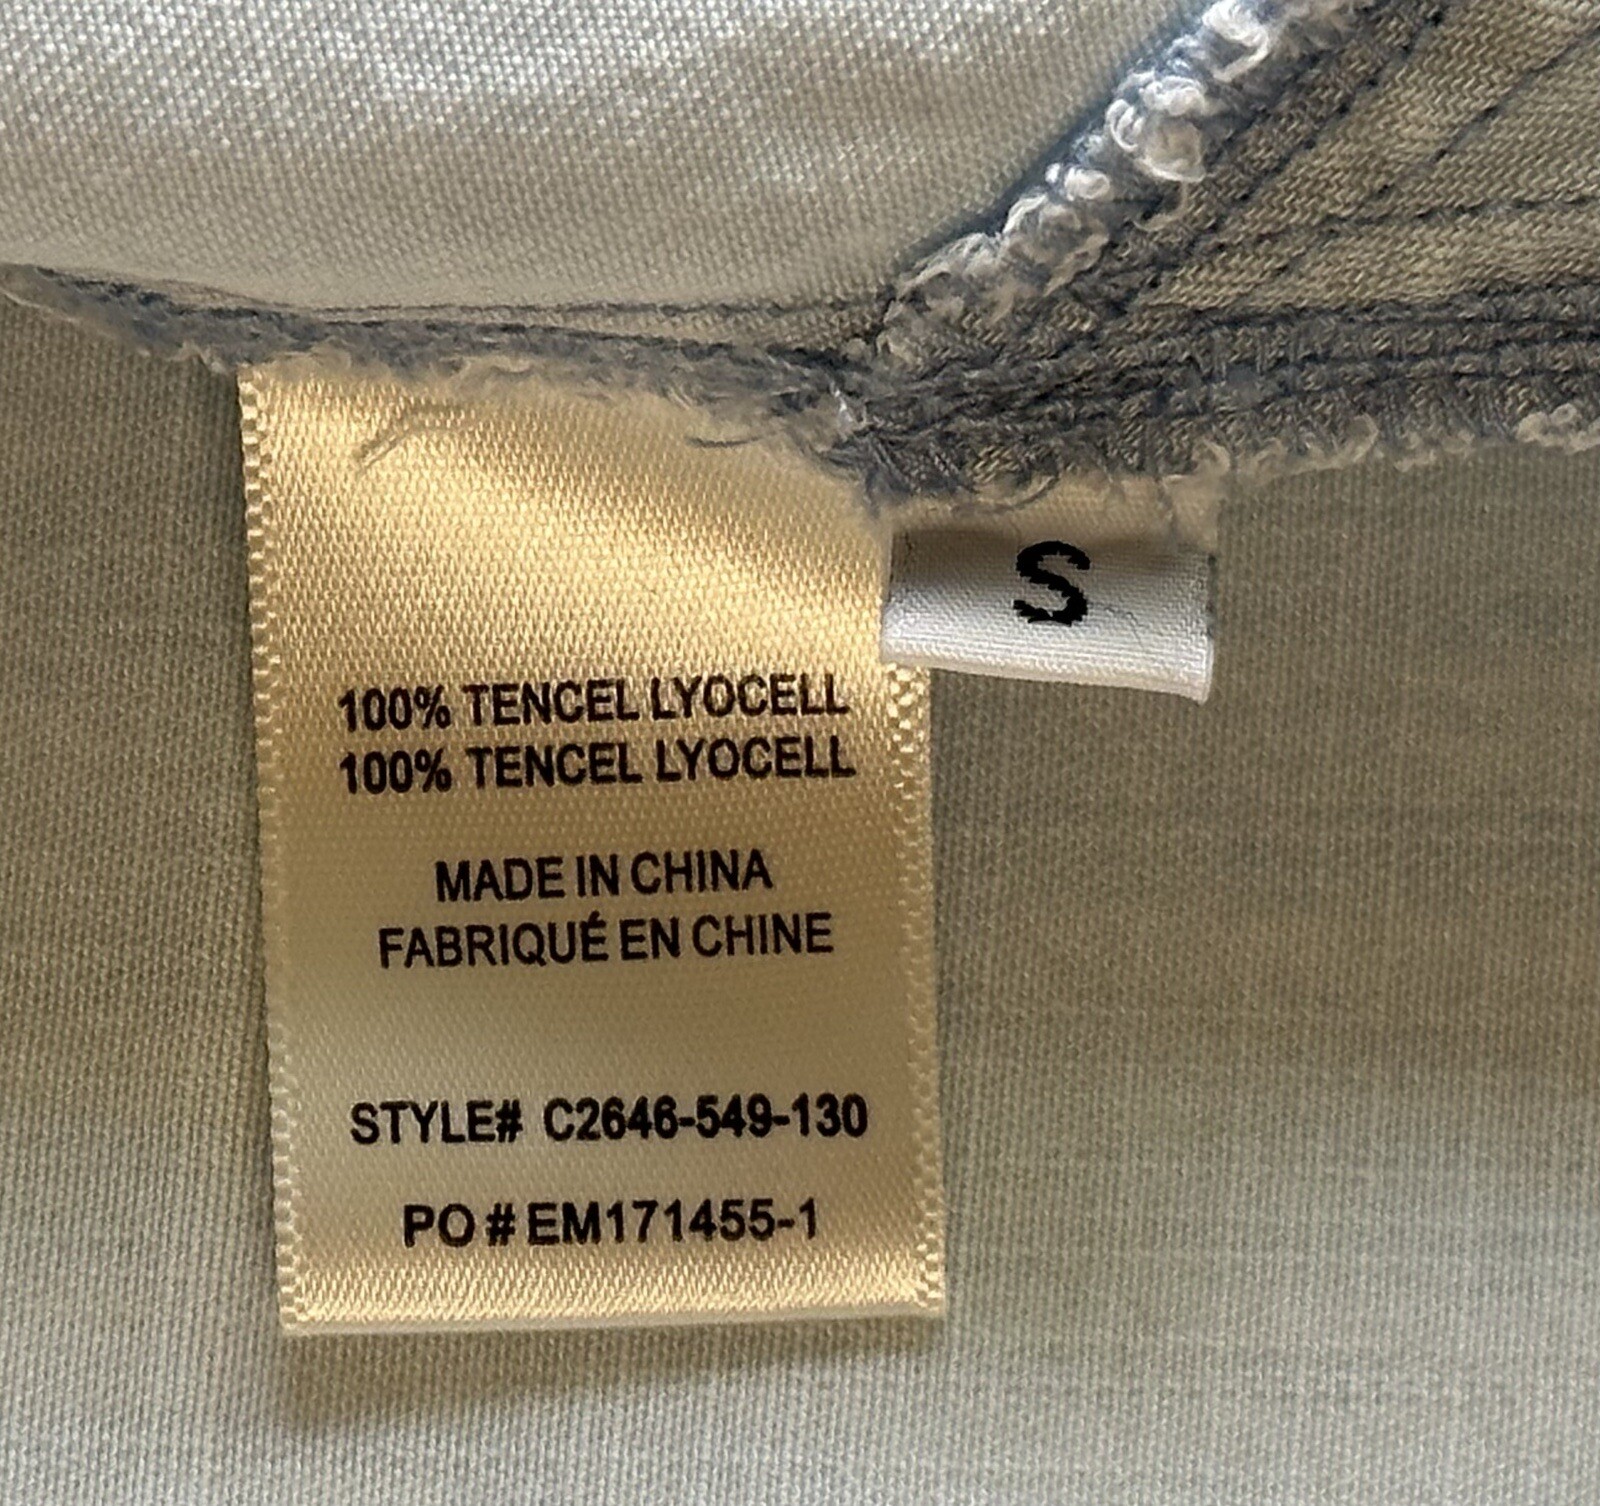 S
100% TENCEL LYOCELL
100% TENCEL LYOCELL
MADE IN CHINA
FABRIQUÉ EN CHINE
STYLE# C2646-549-130
PO # EM171455-1